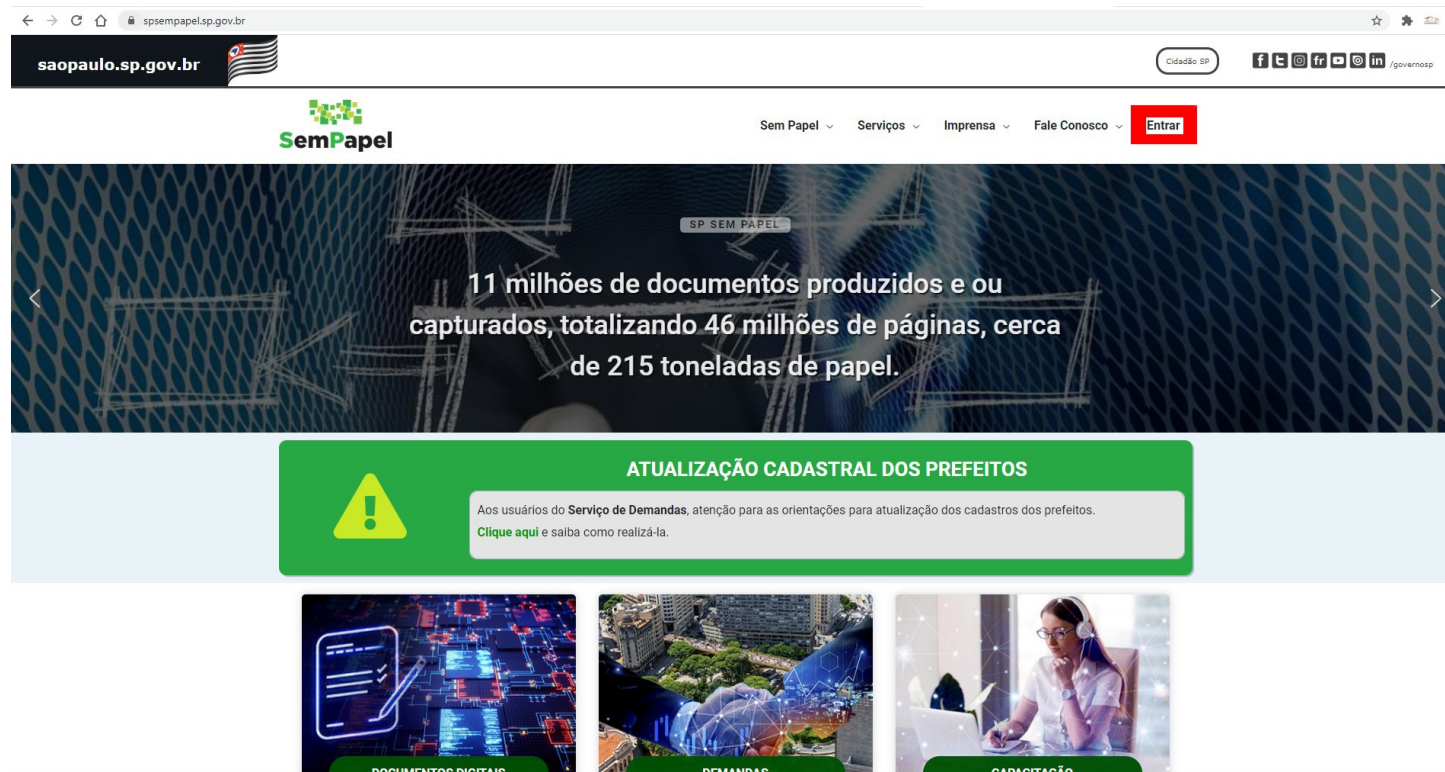 spsempapel.sp.gov.br
saopaulo.sp.gov.br
Cidadão SP
/governosp
SemPapel
Sem Papel Serviços Imprensa Fale Conosco Entrar
SP SEM PAPEL
11 milhões de documentos produzidos e ou
capturados, totalizando 46 milhões de páginas, cerca
de 215 toneladas de papel.
ATUALIZAÇÃO CADASTRAL DOS PREFEITOS
Aos usuários do Serviço de Demandas, atenção para as orientações para atualização dos cadastros dos prefeitos.
Clique aqui e saiba como realizá-la.
DOCUMENTOS DIGITAIS DEMANDAS CAPACITAÇÃO